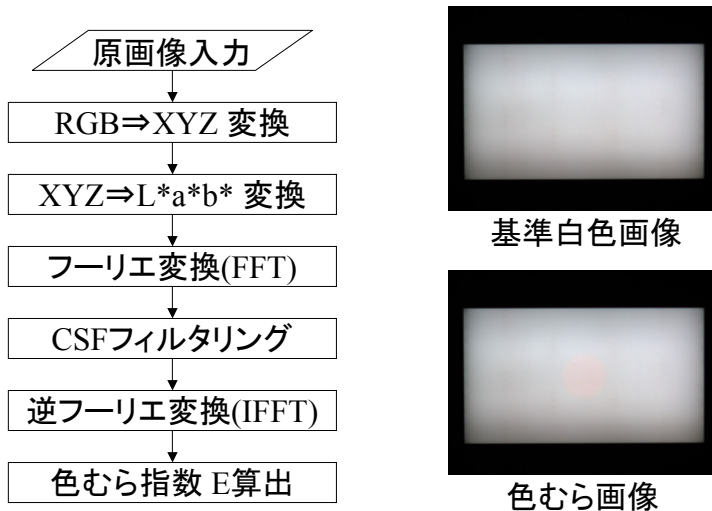 原画像入力
RGB⇒XYZ 変換
XYZ⇒L*a*b* 変換
フーリエ変換(FFT)
CSFフィルタリング
逆フーリエ変換(IFFT)
色むら指数 E算出
基準白色画像
色むら画像